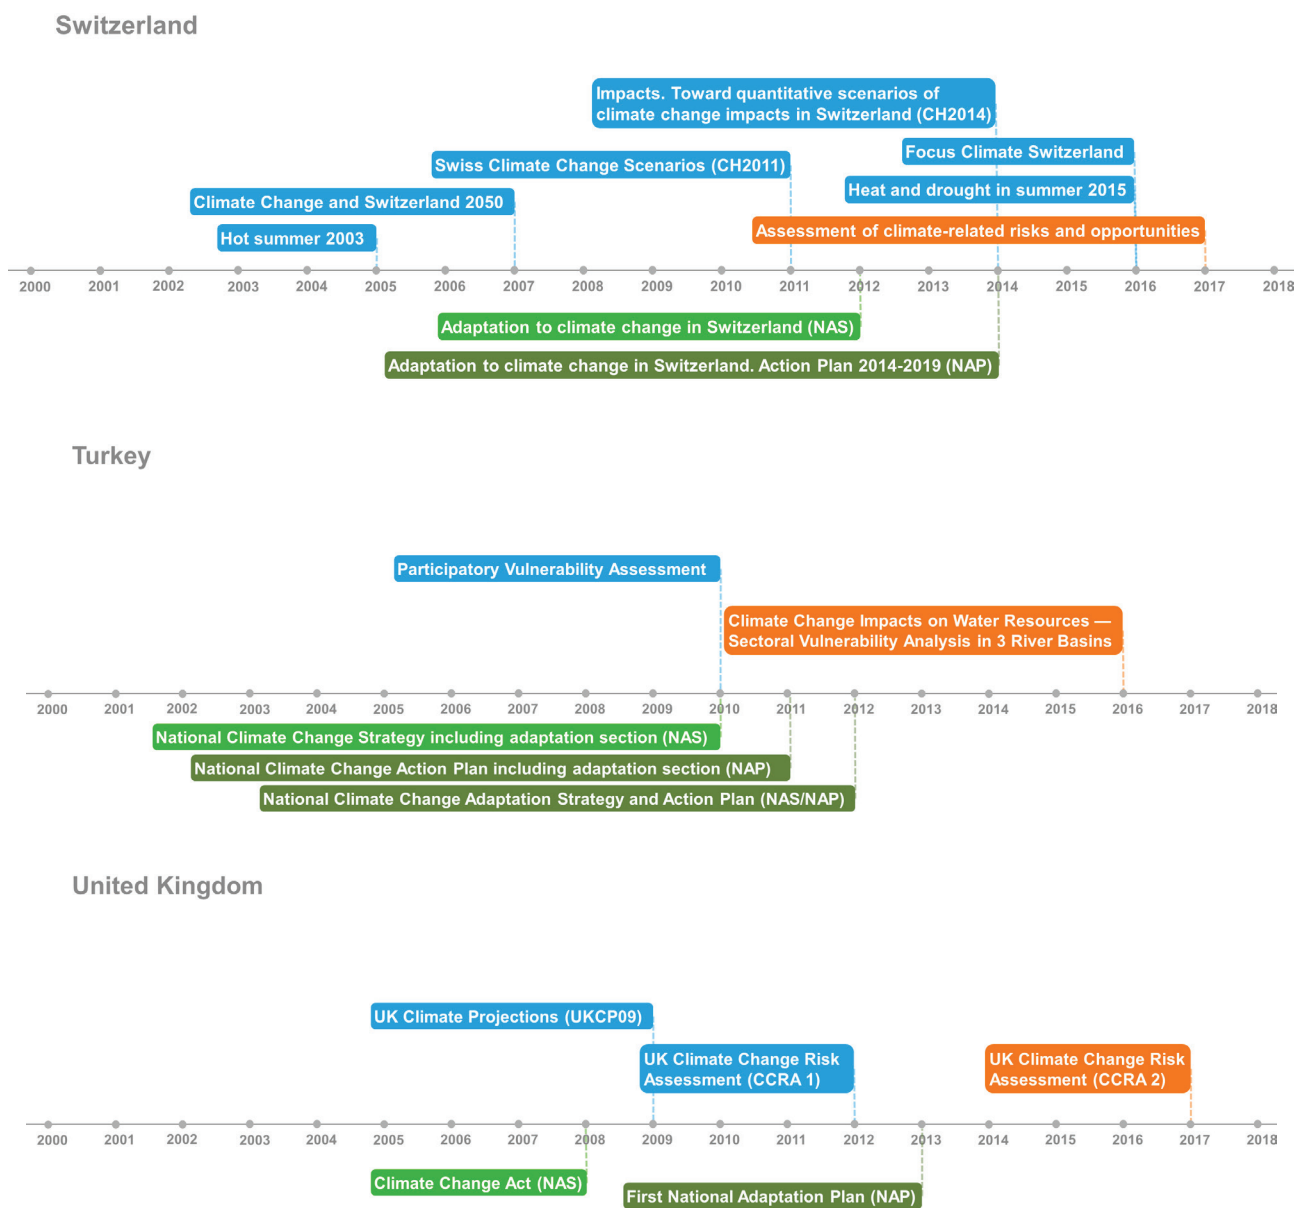 Switzerland
Impacts. Toward quantitative scenarios of
climate change impacts in Switzerland (CH2014)
Focus Climate Switzerland
Swiss Climate Change Scenarios (CH2011)
Heat and drought in summer 2015
Climate Change and Switzerland 2050
Assessment of climate-related risks and opportunities
Hot summer 2003
2000 2001 2002 2003 2004 2005 2006 2007 2008 2009 2010 2011 2012 2013 2014 2015 2016 2017 2018
Adaptation to climate change in Switzerland (NAS)
Adaptation to climate change in Switzerland. Action Plan 2014-2019 (NAP)
Turkey
Participatory Vulnerability Assessment
Climate Change Impacts on Water Resources —
Sectoral Vulnerability Analysis in 3 River Basins
2000 2001 2002 2003 2004 2005 2006 2007 2008 2009 2010 2011 2012 2013 2014 2015 2016 2017 2018
National Climate Change Strategy including adaptation section (NAS)
National Climate Change Action Plan including adaptation section (NAP)
National Climate Change Adaptation Strategy and Action Plan (NAS/NAP)
United Kingdom
UK Climate Projections (UKCP09)
UK Climate Change Risk
Assessment (CCRA 1)
UK Climate Change Risk
Assessment (CCRA 2)
2000 2001 2002 2003 2004 2005 2006 2007 2008 2009 2010 2011 2012 2013 2014 2015 2016 2017 2018
Climate Change Act (NAS)
First National Adaptation Plan (NAP)